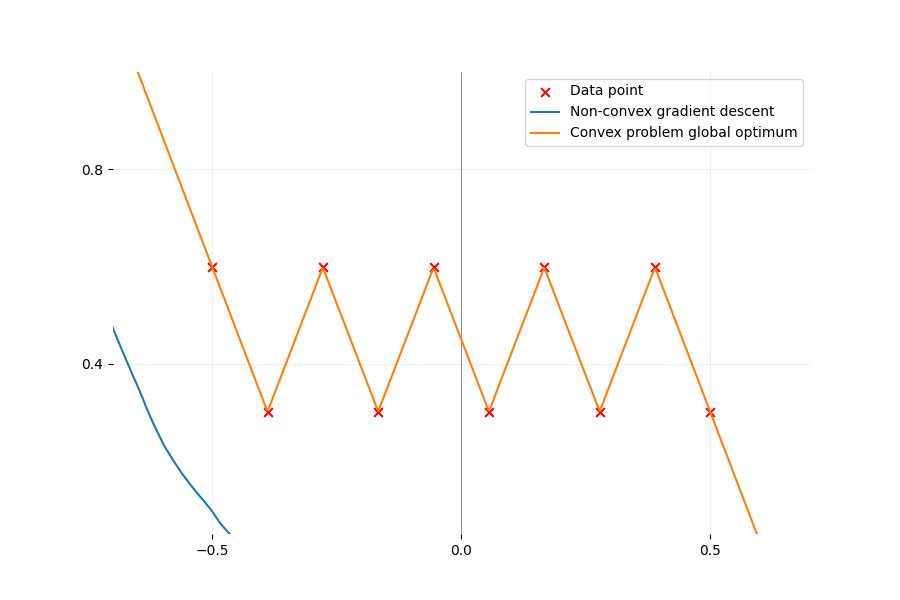 Data point
Non-convex gradient descent
Convex problem global optimum
0.8
0.4
−0.5
0.0
0.5